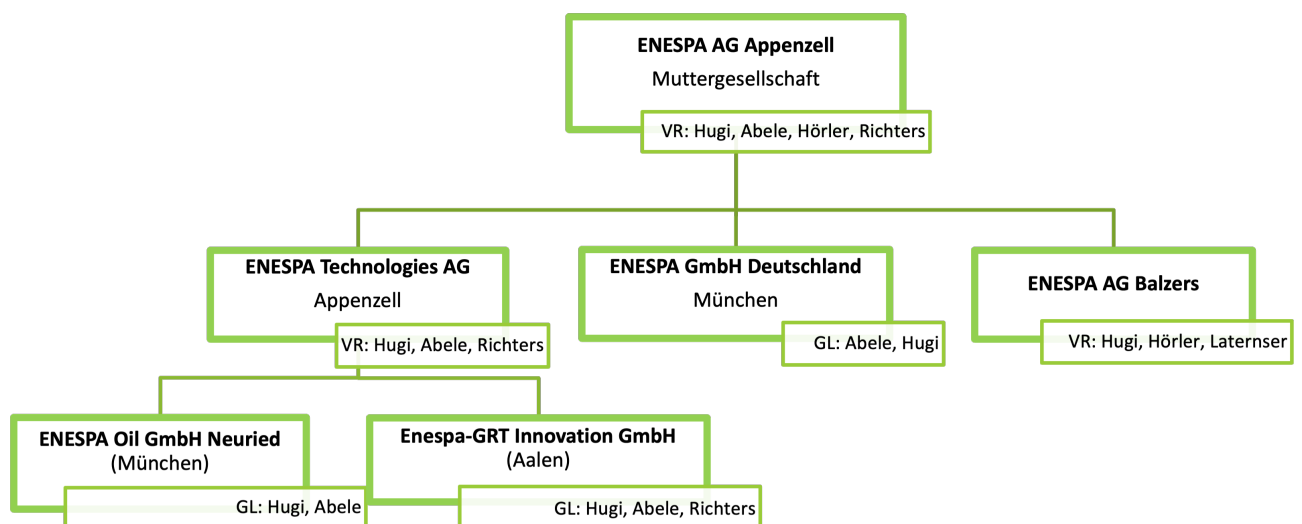 ENESPA AG Appenzell
Muttergesellschaft
VR: Hugi, Abele, Hörler, Richters
ENESPA Technologies AG
Appenzell
VR: Hugi, Abele, Richters
ENESPA GmbH Deutschland
München
GL: Abele, Hugi
ENESPA AG Balzers
VR: Hugi, Hörler, Laternser
ENESPA Oil GmbH Neuried
(München)
GL: Hugi, Abele
Enespa-GRT Innovation GmbH
(Aalen)
GL: Hugi, Abele, Richters